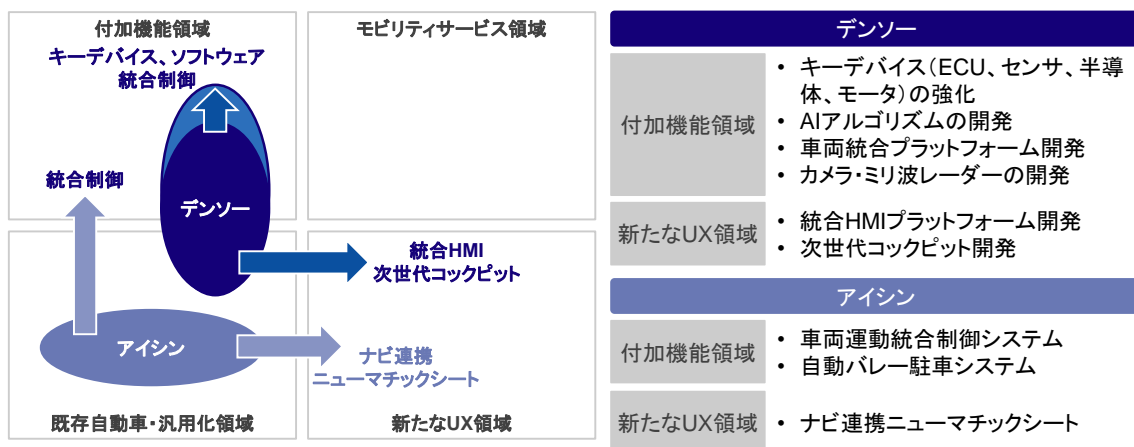 付加機能領域
キーデバイス、ソフトウェア
統合制御
モビリティサービス領域
統合制御
デンソー
統合HMI
次世代コックピット
アイシン
ナビ連携
ニューマチックシート
既存自動車・汎用化領域
新たなUX領域
デンソー
付加機能領域
• キーデバイス(ECU、センサ、半導
体、モータ)の強化
• AIアルゴリズムの開発
• 車両統合プラットフォーム開発
• カメラ・ミリ波レーダーの開発
新たなUX領域
• 統合HMIプラットフォーム開発
• 次世代コックピット開発
アイシン
付加機能領域
• 車両運動統合制御システム
• 自動バレー駐車システム
新たなUX領域
• ナビ連携ニューマチックシート